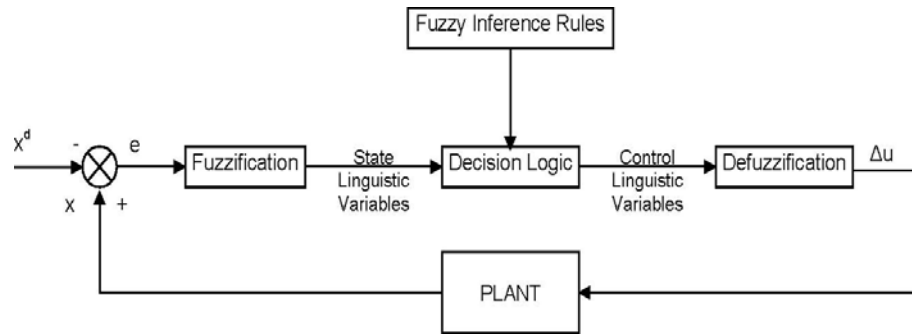 Fuzzy Inference Rules
x^d
-
e
Fuzzification
State
Linguistic
Variables
Decision Logic
Control
Linguistic
Variables
Defuzzification
Δu
x
+
PLANT